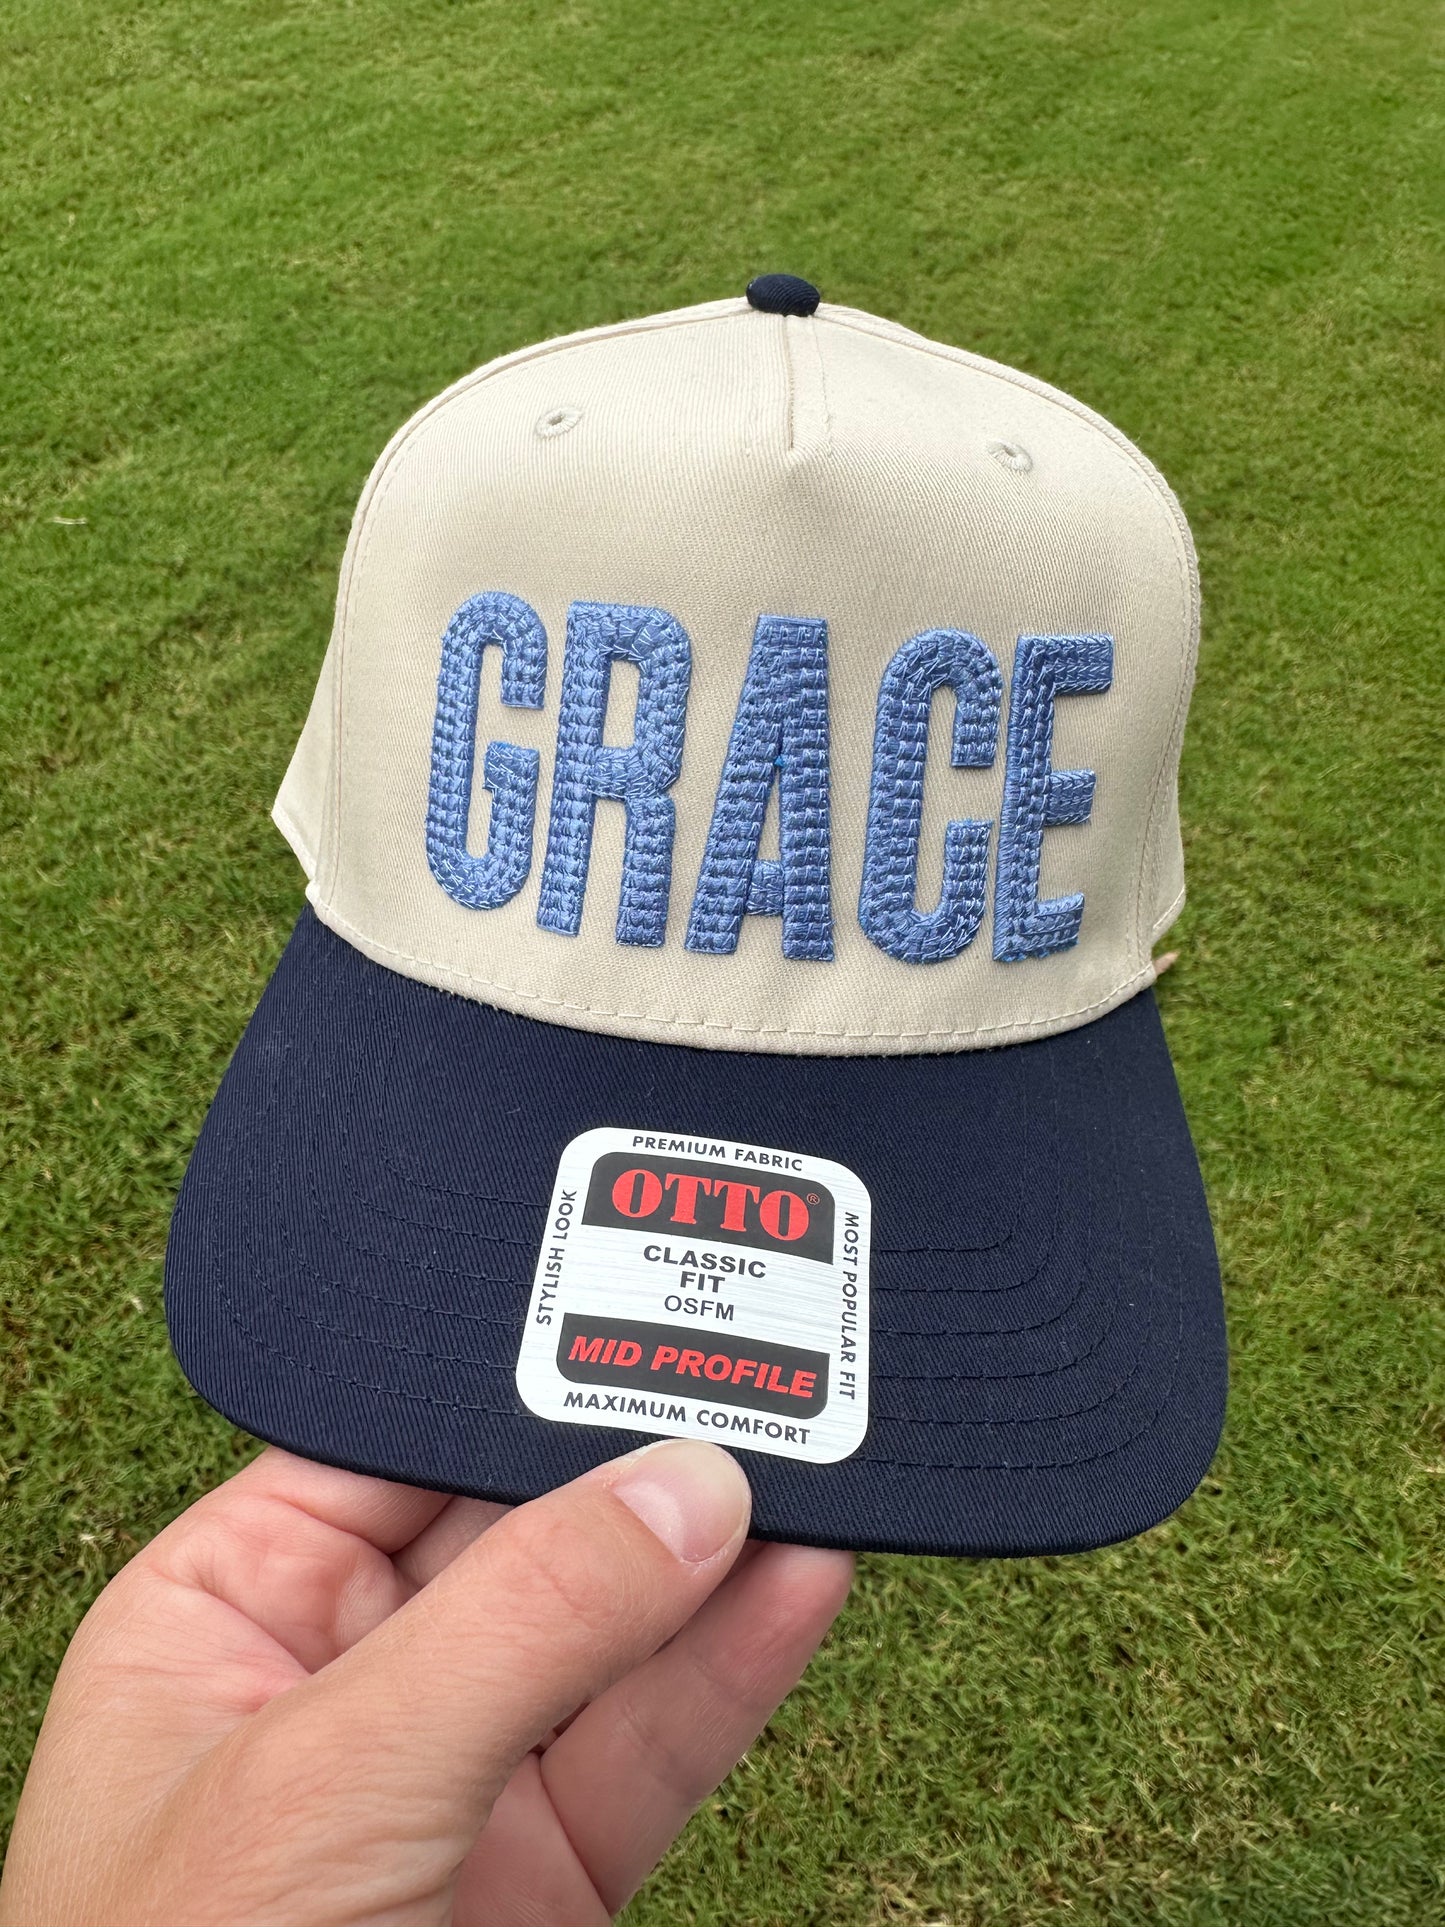 GRACE
PREMIUM FABRIC
OTTO®
STYLISH LOOK
CLASSIC
FIT
OSFM
MOST POPULAR FIT
MID PROFILE
MAXIMUM COMFORT